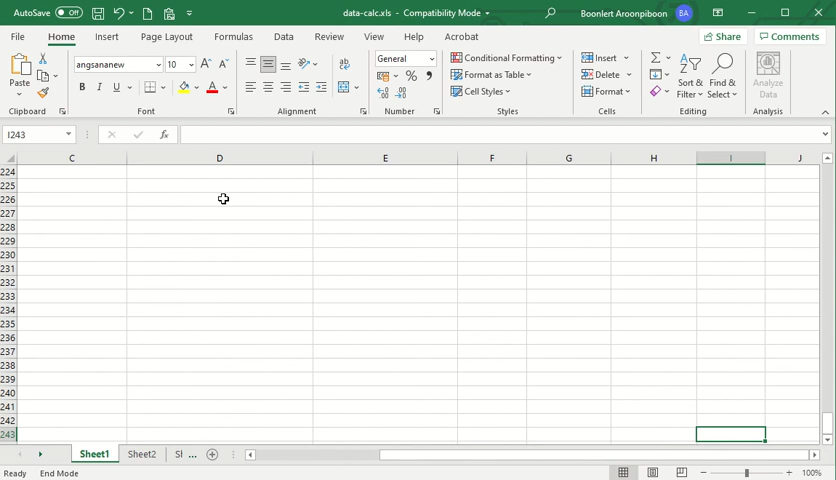 AutoSave Off data-calc.xls - Compatibility Mode Boonlert Aroonpiboon BA
File Home Insert Page Layout Formulas Data Review View Help Acrobat Share Comments
angsananew 10 General Conditional Formatting Insert
Paste Format as Table Delete Sort & Find & Analyze
B I U A Cell Styles Format Filter Select Data
Clipboard Font Alignment Number Styles Cells Editing Analysis
I243 fx
C D E F G H I J
224
225
226
227
228
229
230
231
232
233
234
235
236
237
238
239
240
241
242
243
Sheet1 Sheet2 SI ...
Ready End Mode 100%